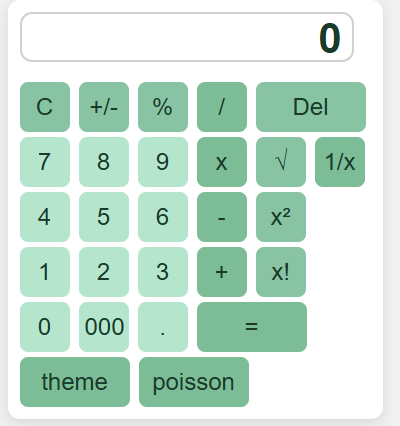 0
C +/- % / Del
7 8 9 x √ 1/x
4 5 6 - x²
1 2 3 + x!
0 000 . =
theme poisson